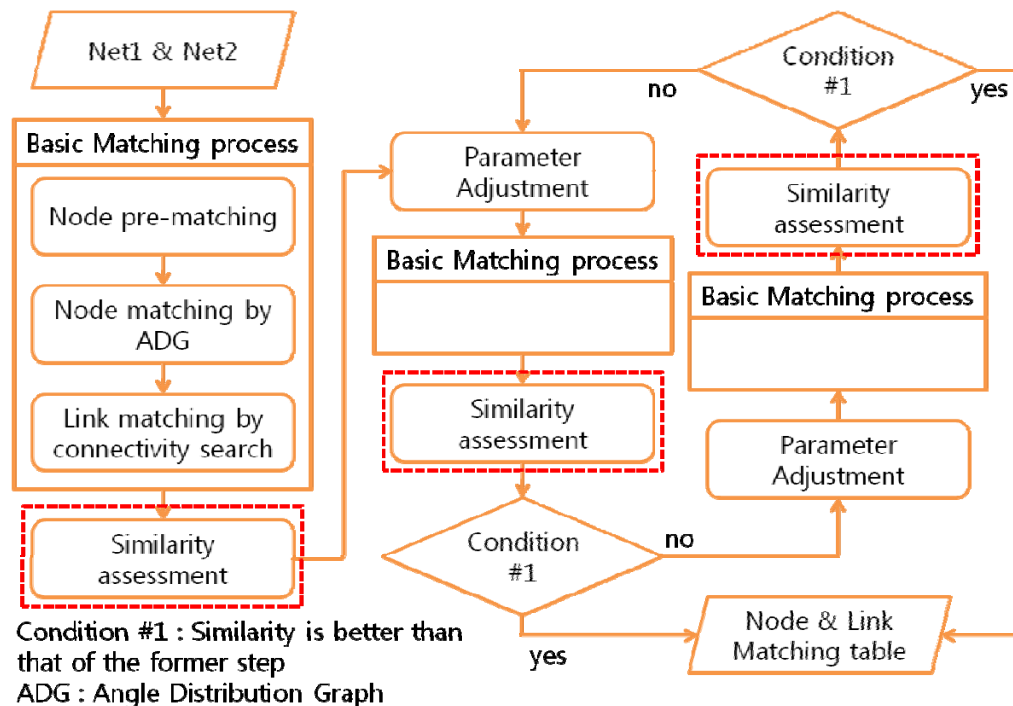 Net1 & Net2
Basic Matching process
Node pre-matching
Node matching by
ADG
Link matching by
connectivity search
Similarity
assessment
Condition #1 : Similarity is better than
that of the former step
ADG : Angle Distribution Graph
Parameter
Adjustment
Basic Matching process
Similarity
assessment
Condition
#1
no
yes
Parameter
Adjustment
Basic Matching process
Similarity
assessment
Condition
#1
no
yes
Node & Link
Matching table